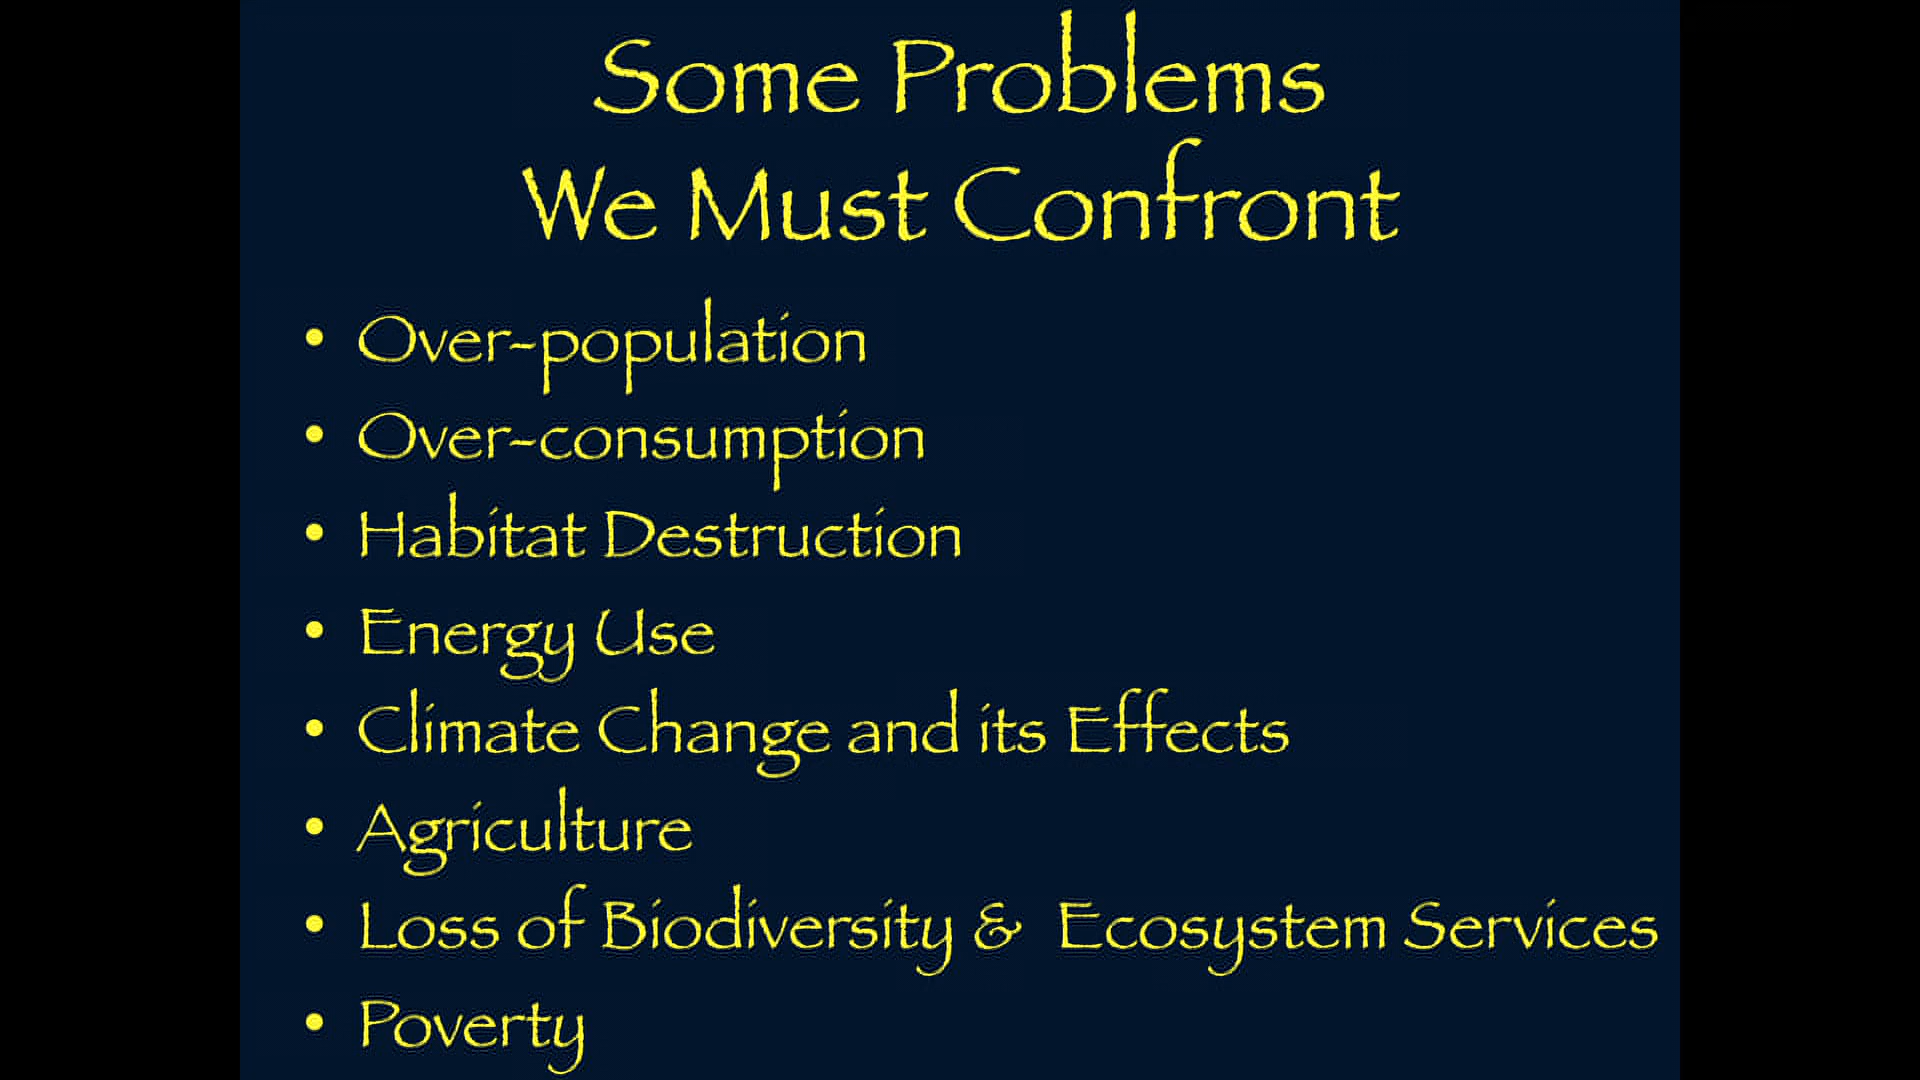 Some Problems
We Must Confront
• Over-population
• Over-consumption
• Habitat Destruction
• Energy Use
• Climate Change and its Effects
• Agriculture
• Loss of Biodiversity & Ecosystem Services
• Poverty